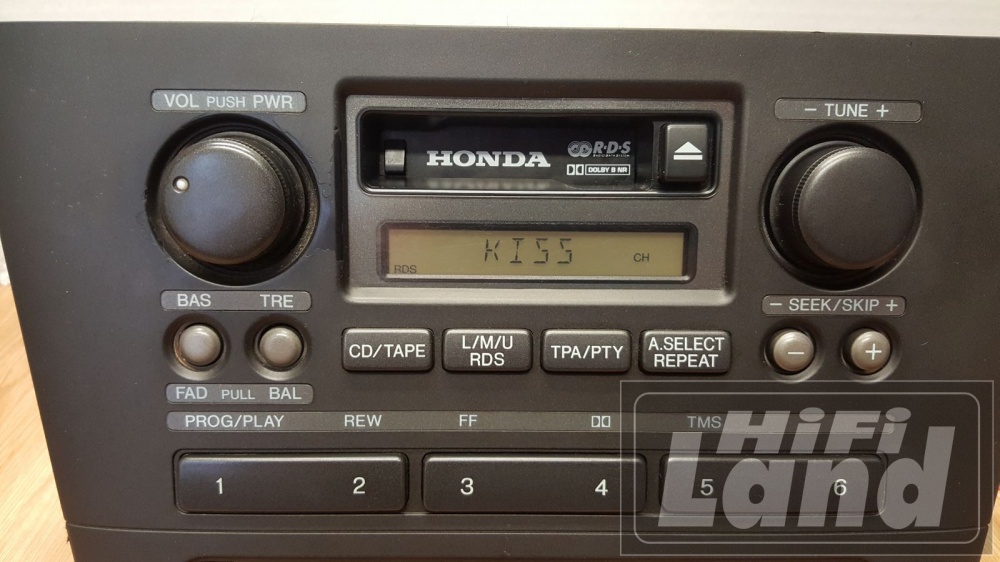 VOL PUSH PWR
− TUNE +
HONDA
R·D·S
DOLBY B NR
KISS
RDS
CH
BAS TRE
− SEEK/SKIP +
CD/TAPE
L/M/U
RDS
TPA/PTY
A.SELECT
REPEAT
− +
FAD PULL BAL
PROG/PLAY REW FF TMS
1 2 3 4 5 6
HiFi
Land